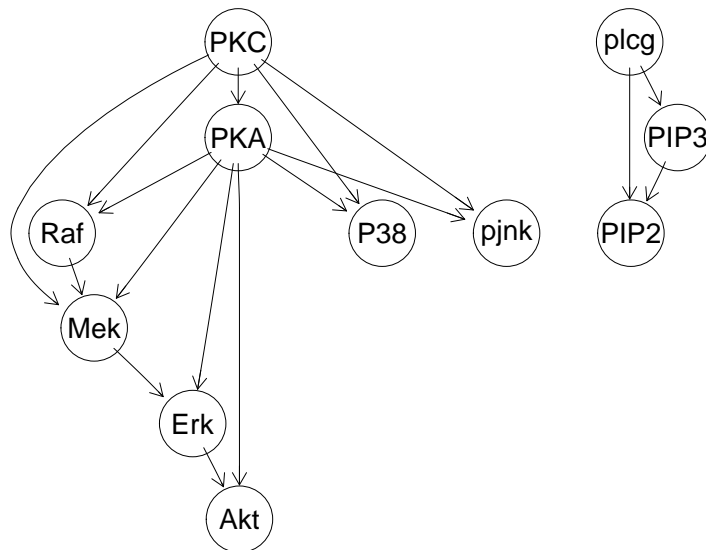 PKC
plcg
PKA
PIP3
Raf
P38
pjnk
PIP2
Mek
Erk
Akt